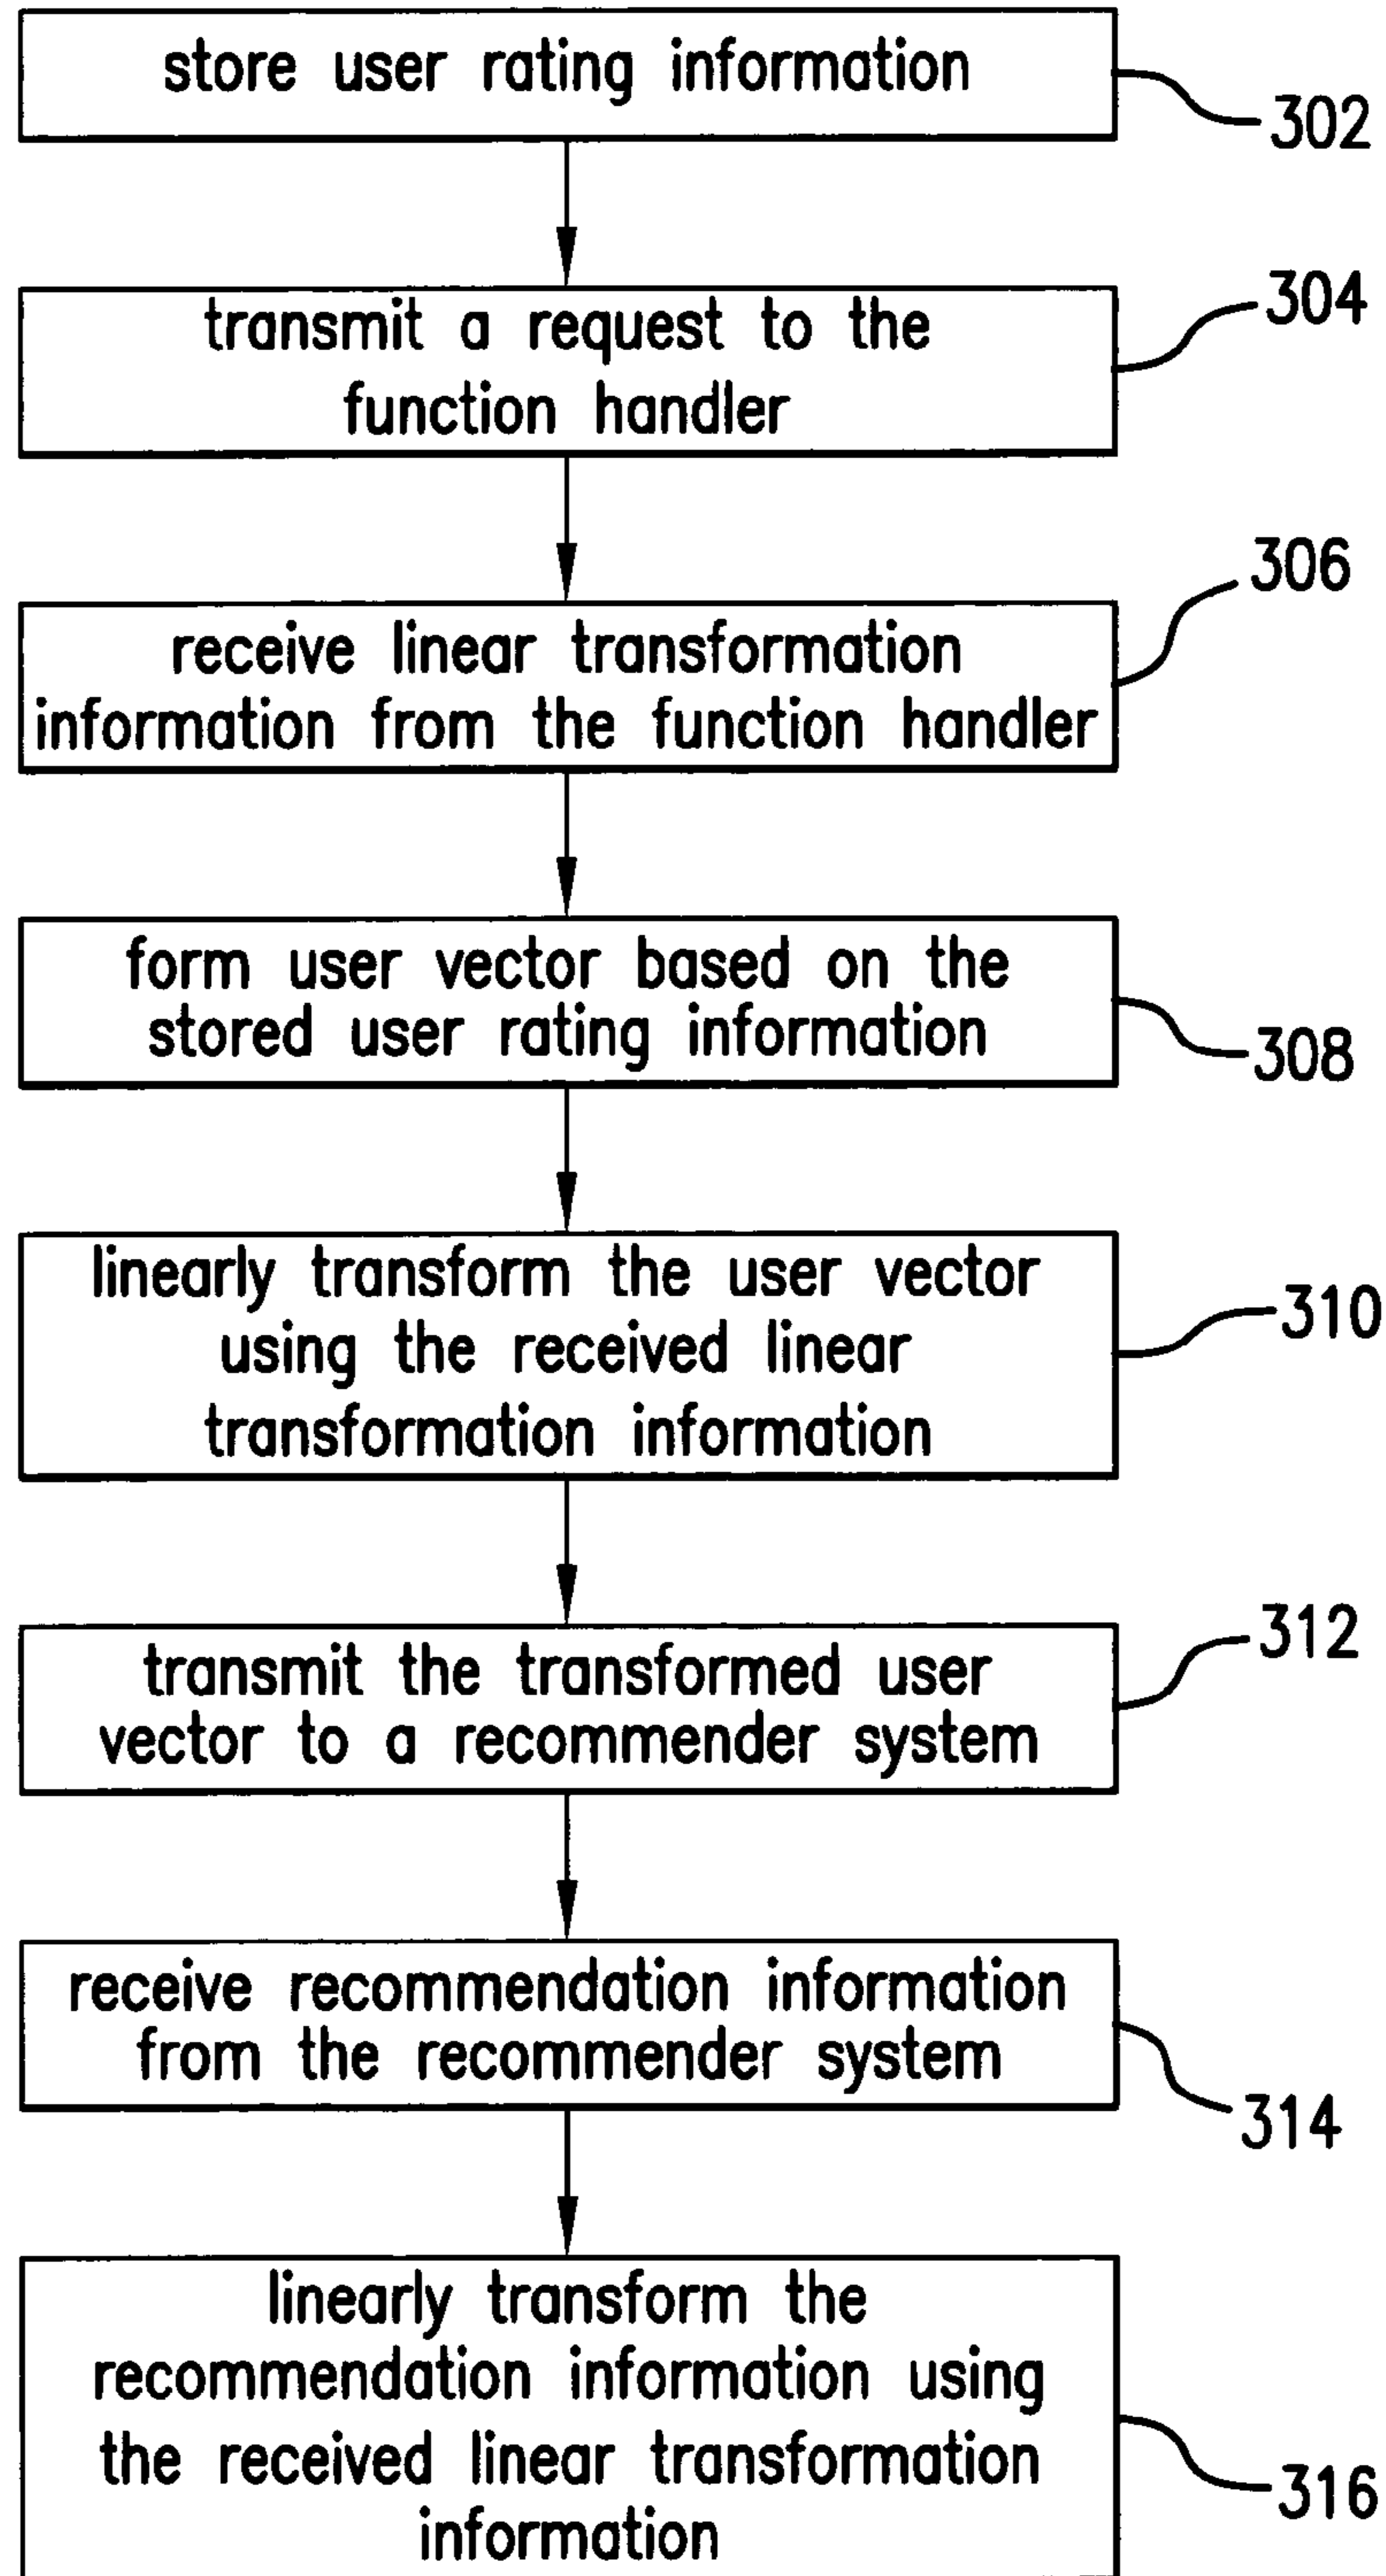 store user rating information
302
transmit a request to the
function handler
304
receive linear transformation
information from the function handler
306
form user vector based on the
stored user rating information
308
linearly transform the user vector
using the received linear
transformation information
310
transmit the transformed user
vector to a recommender system
312
receive recommendation information
from the recommender system
314
linearly transform the
recommendation information using
the received linear transformation
information
316